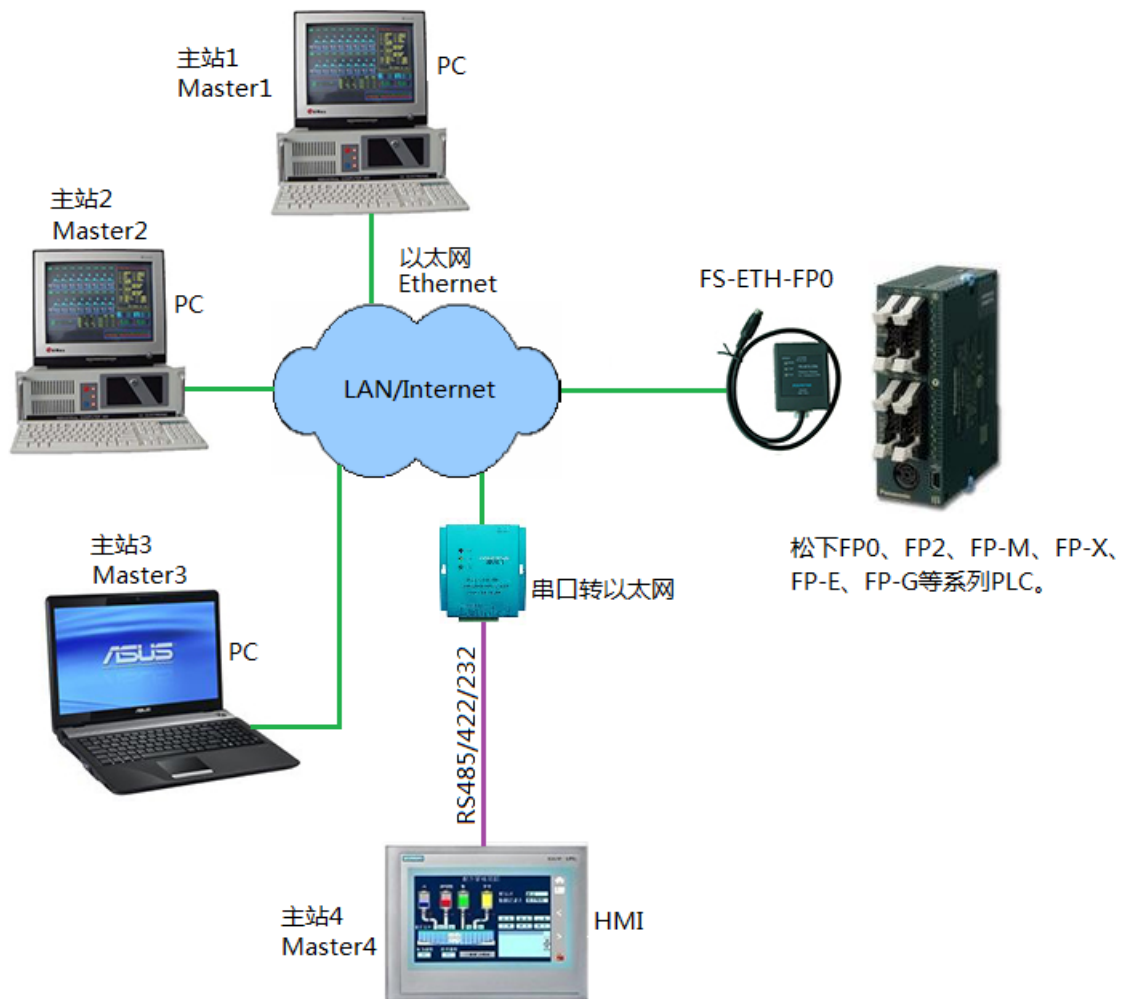 主站1
Master1
PC
主站2
Master2
PC
以太网
Ethernet
LAN/Internet
FS-ETH-FP0
Panasonic
松下FP0、FP2、FP-M、FP-X、
FP-E、FP-G等系列PLC。
主站3
Master3
PC
ASUS
串口转以太网
RS485/422/232
主站4
Master4
HMI